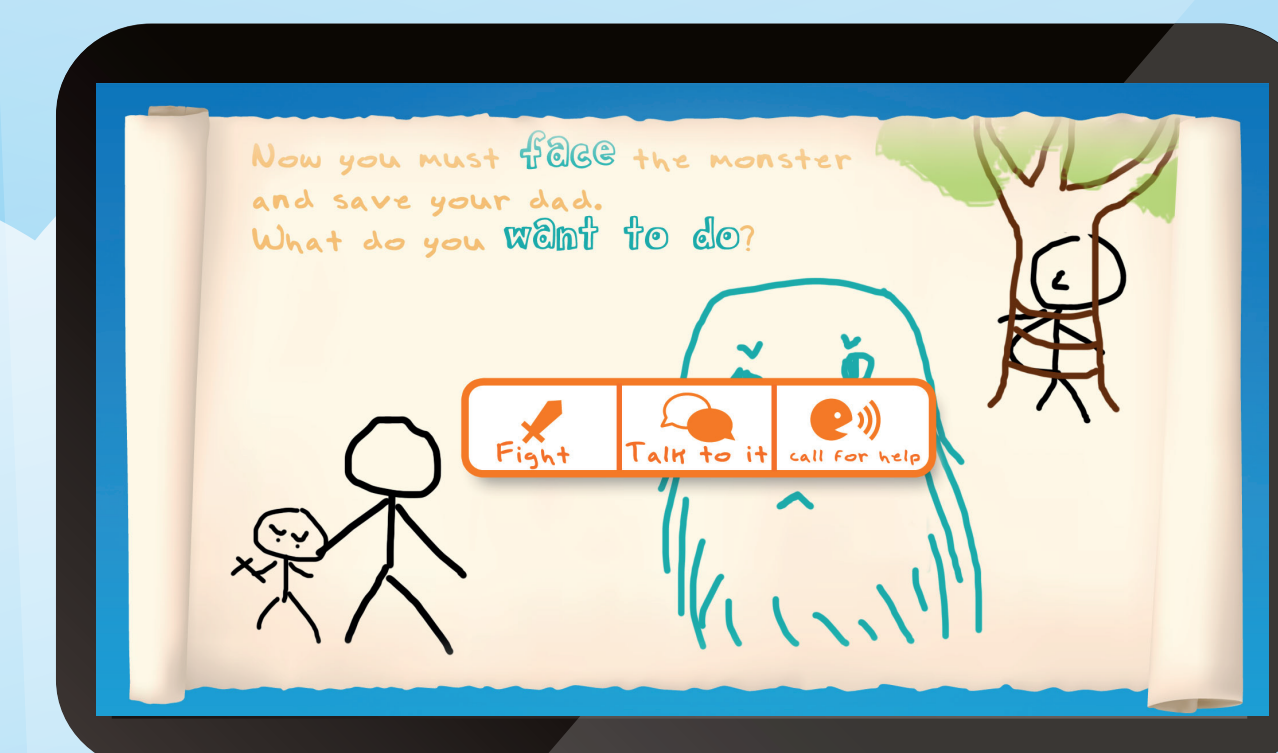 Now you must face the monster
and save your dad.
What do you want to do?
Fight
Talk to it
call for help